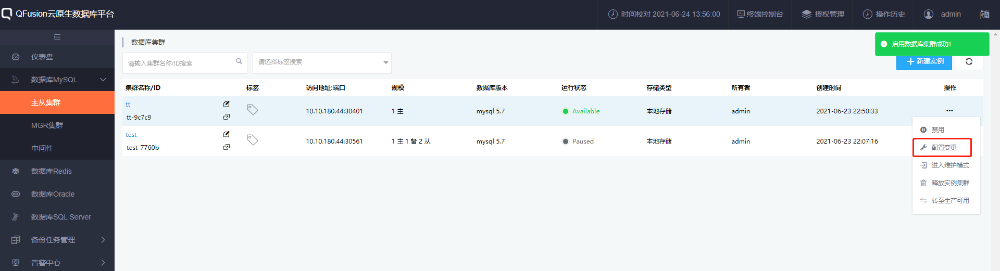 QFusion云原生数据库平台
时间校对 2021-06-24 13:56:00
终端控制台
授权管理
操作历史
admin
仪表盘
数据库MySQL
主从集群
MGR集群
中间件
数据库Redis
数据库Oracle
数据库SQL Server
备份任务管理
告警中心
数据库集群
启用数据库集群成功!
请输入集群名称/ID搜索
请选择标签搜索
新建实例
集群名称/ID 标签 访问地址:端口 规模 数据库版本 运行状态 存储类型 所有者 创建时间 操作
tt
tt-9c7c9
10.10.180.44:30401 1 主 mysql 5.7 Available 本地存储 admin 2021-06-23 22:50:33
test
test-7760b
10.10.180.44:30561 1 主 1 备 2 从 mysql 5.7 Paused 本地存储 admin 2021-06-23 22:07:16
禁用
配置变更
进入维护模式
释放实例集群
转至生产可用